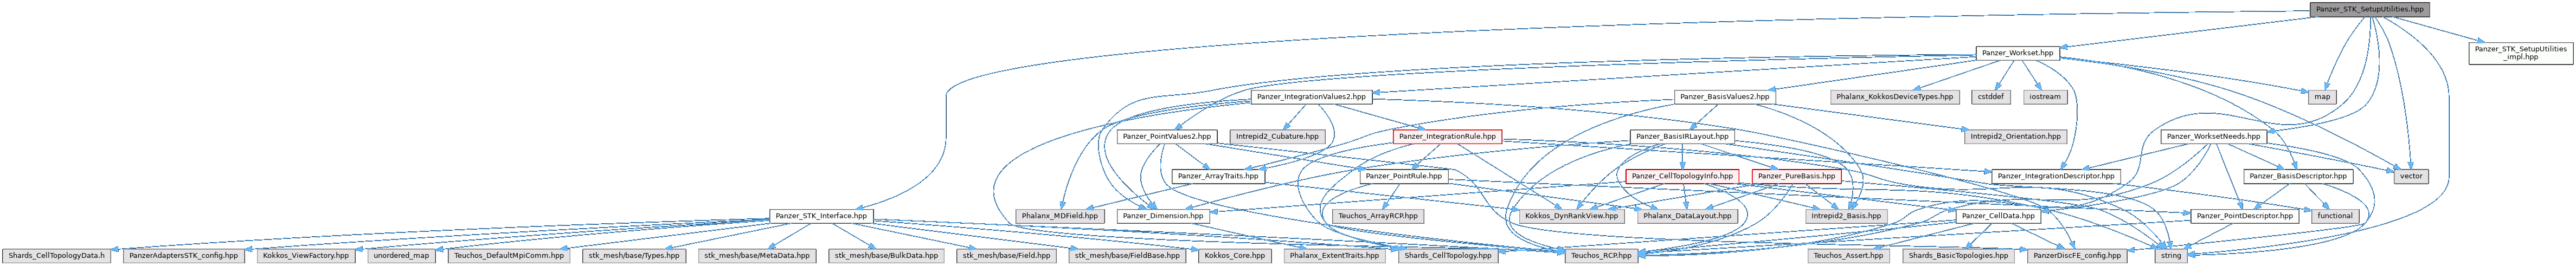 Panzer_STK_SetupUtilities.hpp
Panzer_Workset.hpp
Panzer_STK_SetupUtilities
_impl.hpp
Panzer_IntegrationValues2.hpp
Panzer_BasisValues2.hpp
Phalanx_KokkosDeviceTypes.hpp
cstddef
iostream
map
Panzer_PointValues2.hpp
Intrepid2_Cubature.hpp
Panzer_IntegrationRule.hpp
Panzer_BasisIRLayout.hpp
Intrepid2_Orientation.hpp
Panzer_WorksetNeeds.hpp
Panzer_ArrayTraits.hpp
Panzer_PointRule.hpp
Panzer_CellTopologyInfo.hpp
Panzer_PureBasis.hpp
Panzer_IntegrationDescriptor.hpp
Panzer_BasisDescriptor.hpp
vector
Panzer_STK_Interface.hpp
Phalanx_MDField.hpp
Panzer_Dimension.hpp
Teuchos_ArrayRCP.hpp
Kokkos_DynRankView.hpp
Phalanx_DataLayout.hpp
Intrepid2_Basis.hpp
Panzer_CellData.hpp
Panzer_PointDescriptor.hpp
functional
Shards_CellTopologyData.h
PanzerAdaptersSTK_config.hpp
Kokkos_ViewFactory.hpp
unordered_map
Teuchos_DefaultMpiComm.hpp
stk_mesh/base/Types.hpp
stk_mesh/base/MetaData.hpp
stk_mesh/base/BulkData.hpp
stk_mesh/base/Field.hpp
stk_mesh/base/FieldBase.hpp
Kokkos_Core.hpp
Phalanx_ExtentTraits.hpp
Shards_CellTopology.hpp
Teuchos_RCP.hpp
Teuchos_Assert.hpp
Shards_BasicTopologies.hpp
PanzerDiscFE_config.hpp
string